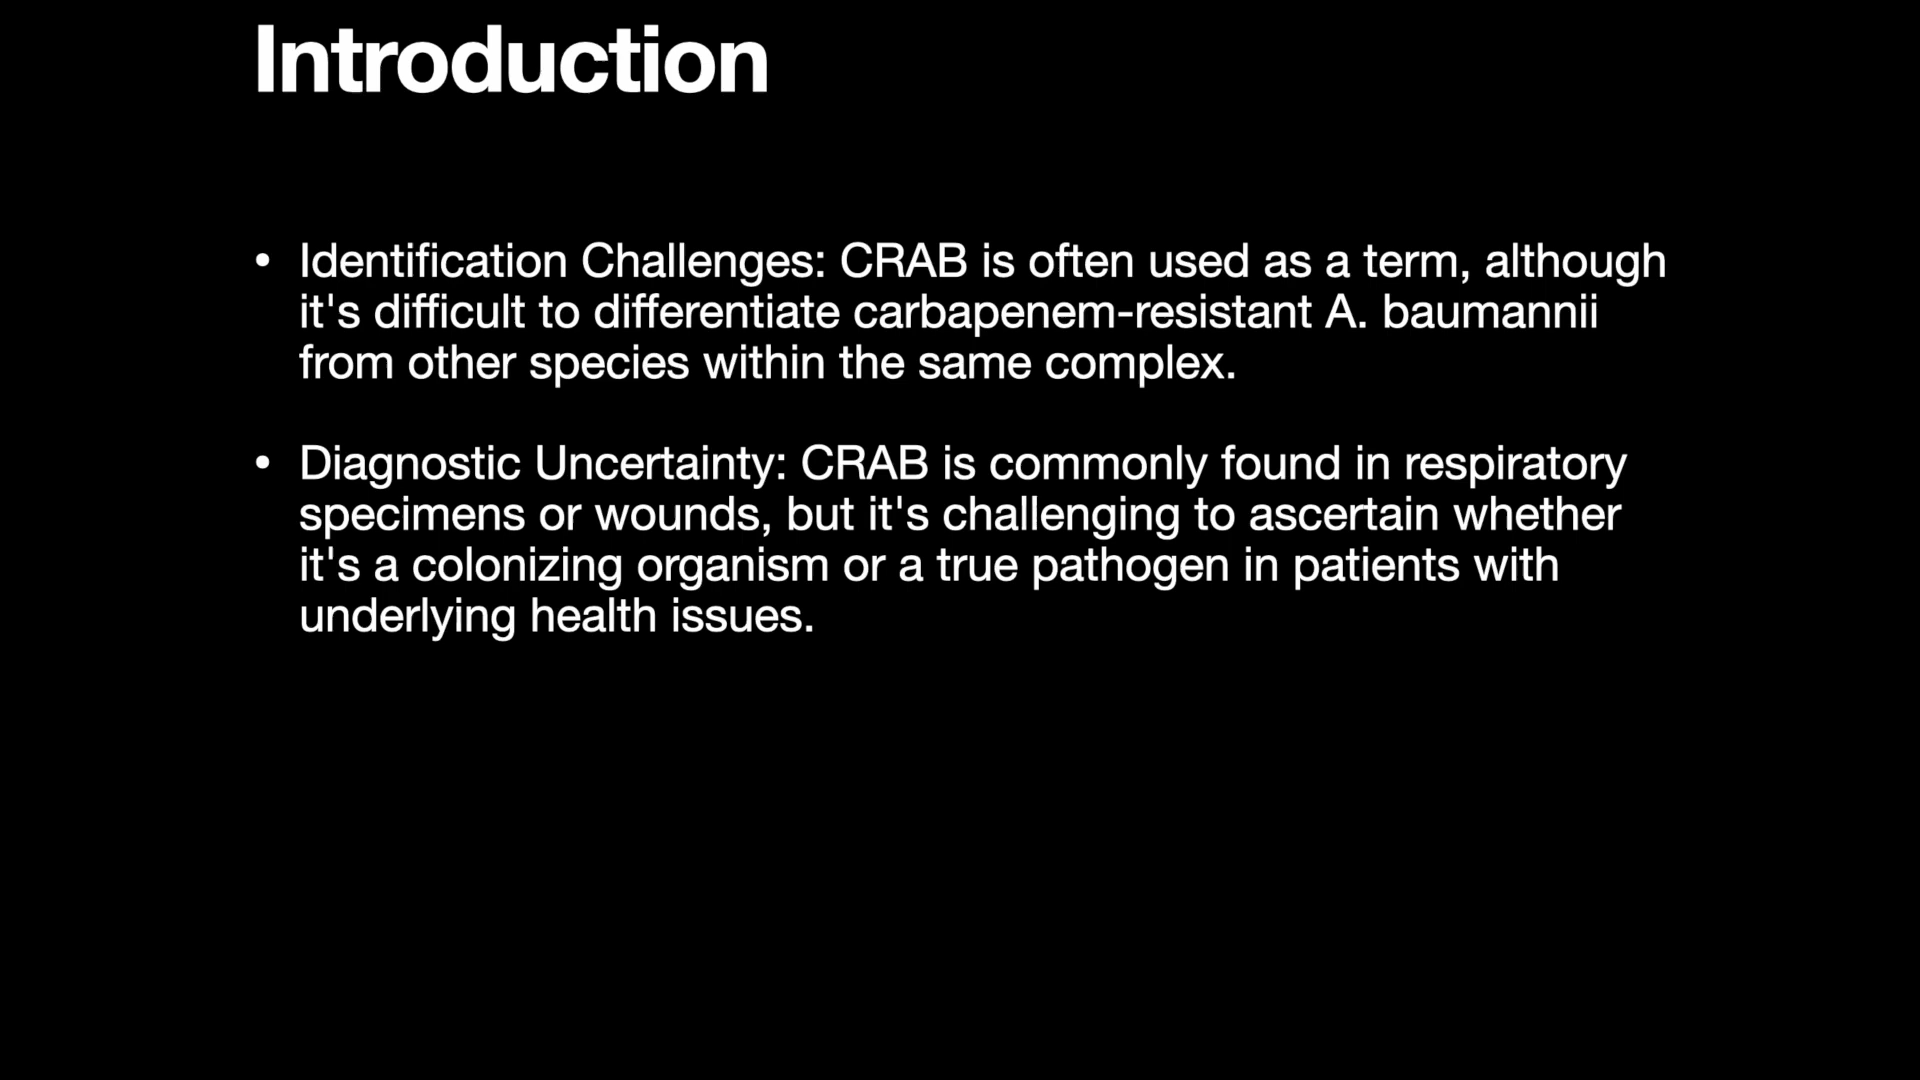 Introduction
• Identification Challenges: CRAB is often used as a term, although
it's difficult to differentiate carbapenem-resistant A. baumannii
from other species within the same complex.
• Diagnostic Uncertainty: CRAB is commonly found in respiratory
specimens or wounds, but it's challenging to ascertain whether
it's a colonizing organism or a true pathogen in patients with
underlying health issues.